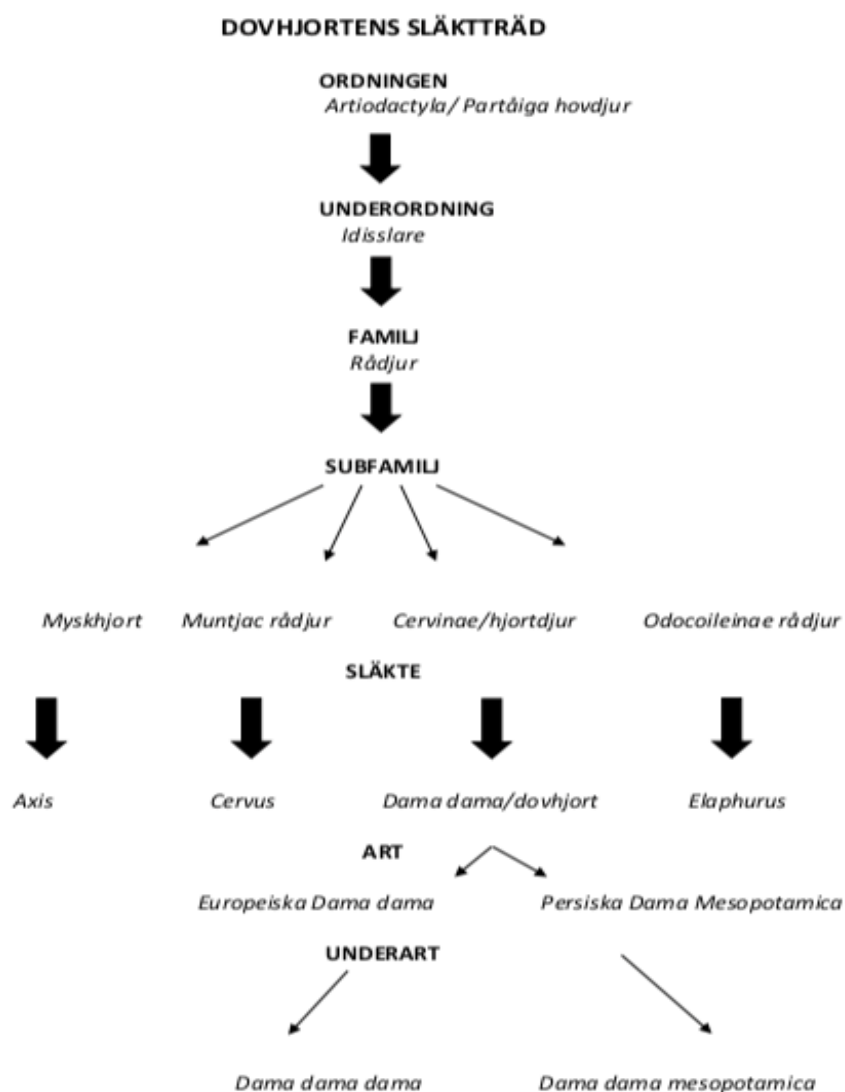 DOVHJORTENS SLÄKTTRÄD
ORDNINGEN
Artiodactyla/ Partåiga hovdjur
UNDERORDNING
Idisslare
FAMILJ
Rådjur
SUBFAMILJ
Myskhjort Muntjac rådjur Cervinae/hjortdjur Odocoileinae rådjur
SLÄKTE
Axis Cervus Dama dama/dovhjort Elaphurus
ART
Europeiska Dama dama Persiska Dama Mesopotamica
UNDERART
Dama dama dama Dama dama mesopotamica